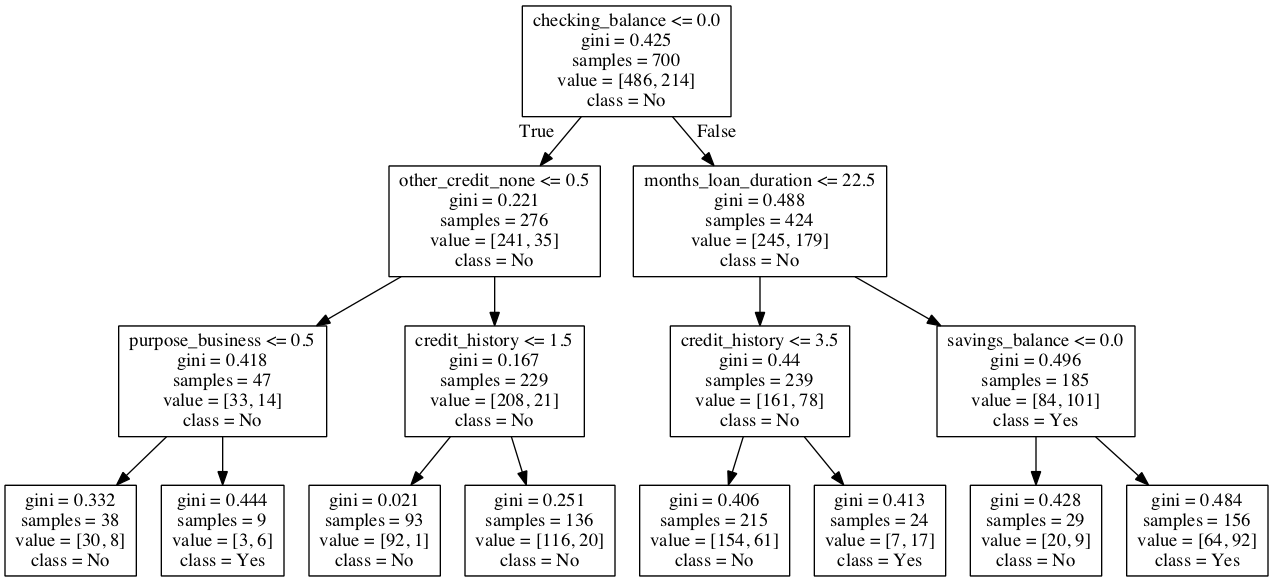 checking_balance <= 0.0
gini = 0.425
samples = 700
value = [486, 214]
class = No
True
False
other_credit_none <= 0.5
gini = 0.221
samples = 276
value = [241, 35]
class = No
months_loan_duration <= 22.5
gini = 0.488
samples = 424
value = [245, 179]
class = No
purpose_business <= 0.5
gini = 0.418
samples = 47
value = [33, 14]
class = No
credit_history <= 1.5
gini = 0.167
samples = 229
value = [208, 21]
class = No
credit_history <= 3.5
gini = 0.44
samples = 239
value = [161, 78]
class = No
savings_balance <= 0.0
gini = 0.496
samples = 185
value = [84, 101]
class = Yes
gini = 0.332
samples = 38
value = [30, 8]
class = No
gini = 0.444
samples = 9
value = [3, 6]
class = Yes
gini = 0.021
samples = 93
value = [92, 1]
class = No
gini = 0.251
samples = 136
value = [116, 20]
class = No
gini = 0.406
samples = 215
value = [154, 61]
class = No
gini = 0.413
samples = 24
value = [7, 17]
class = Yes
gini = 0.428
samples = 29
value = [20, 9]
class = No
gini = 0.484
samples = 156
value = [64, 92]
class = Yes